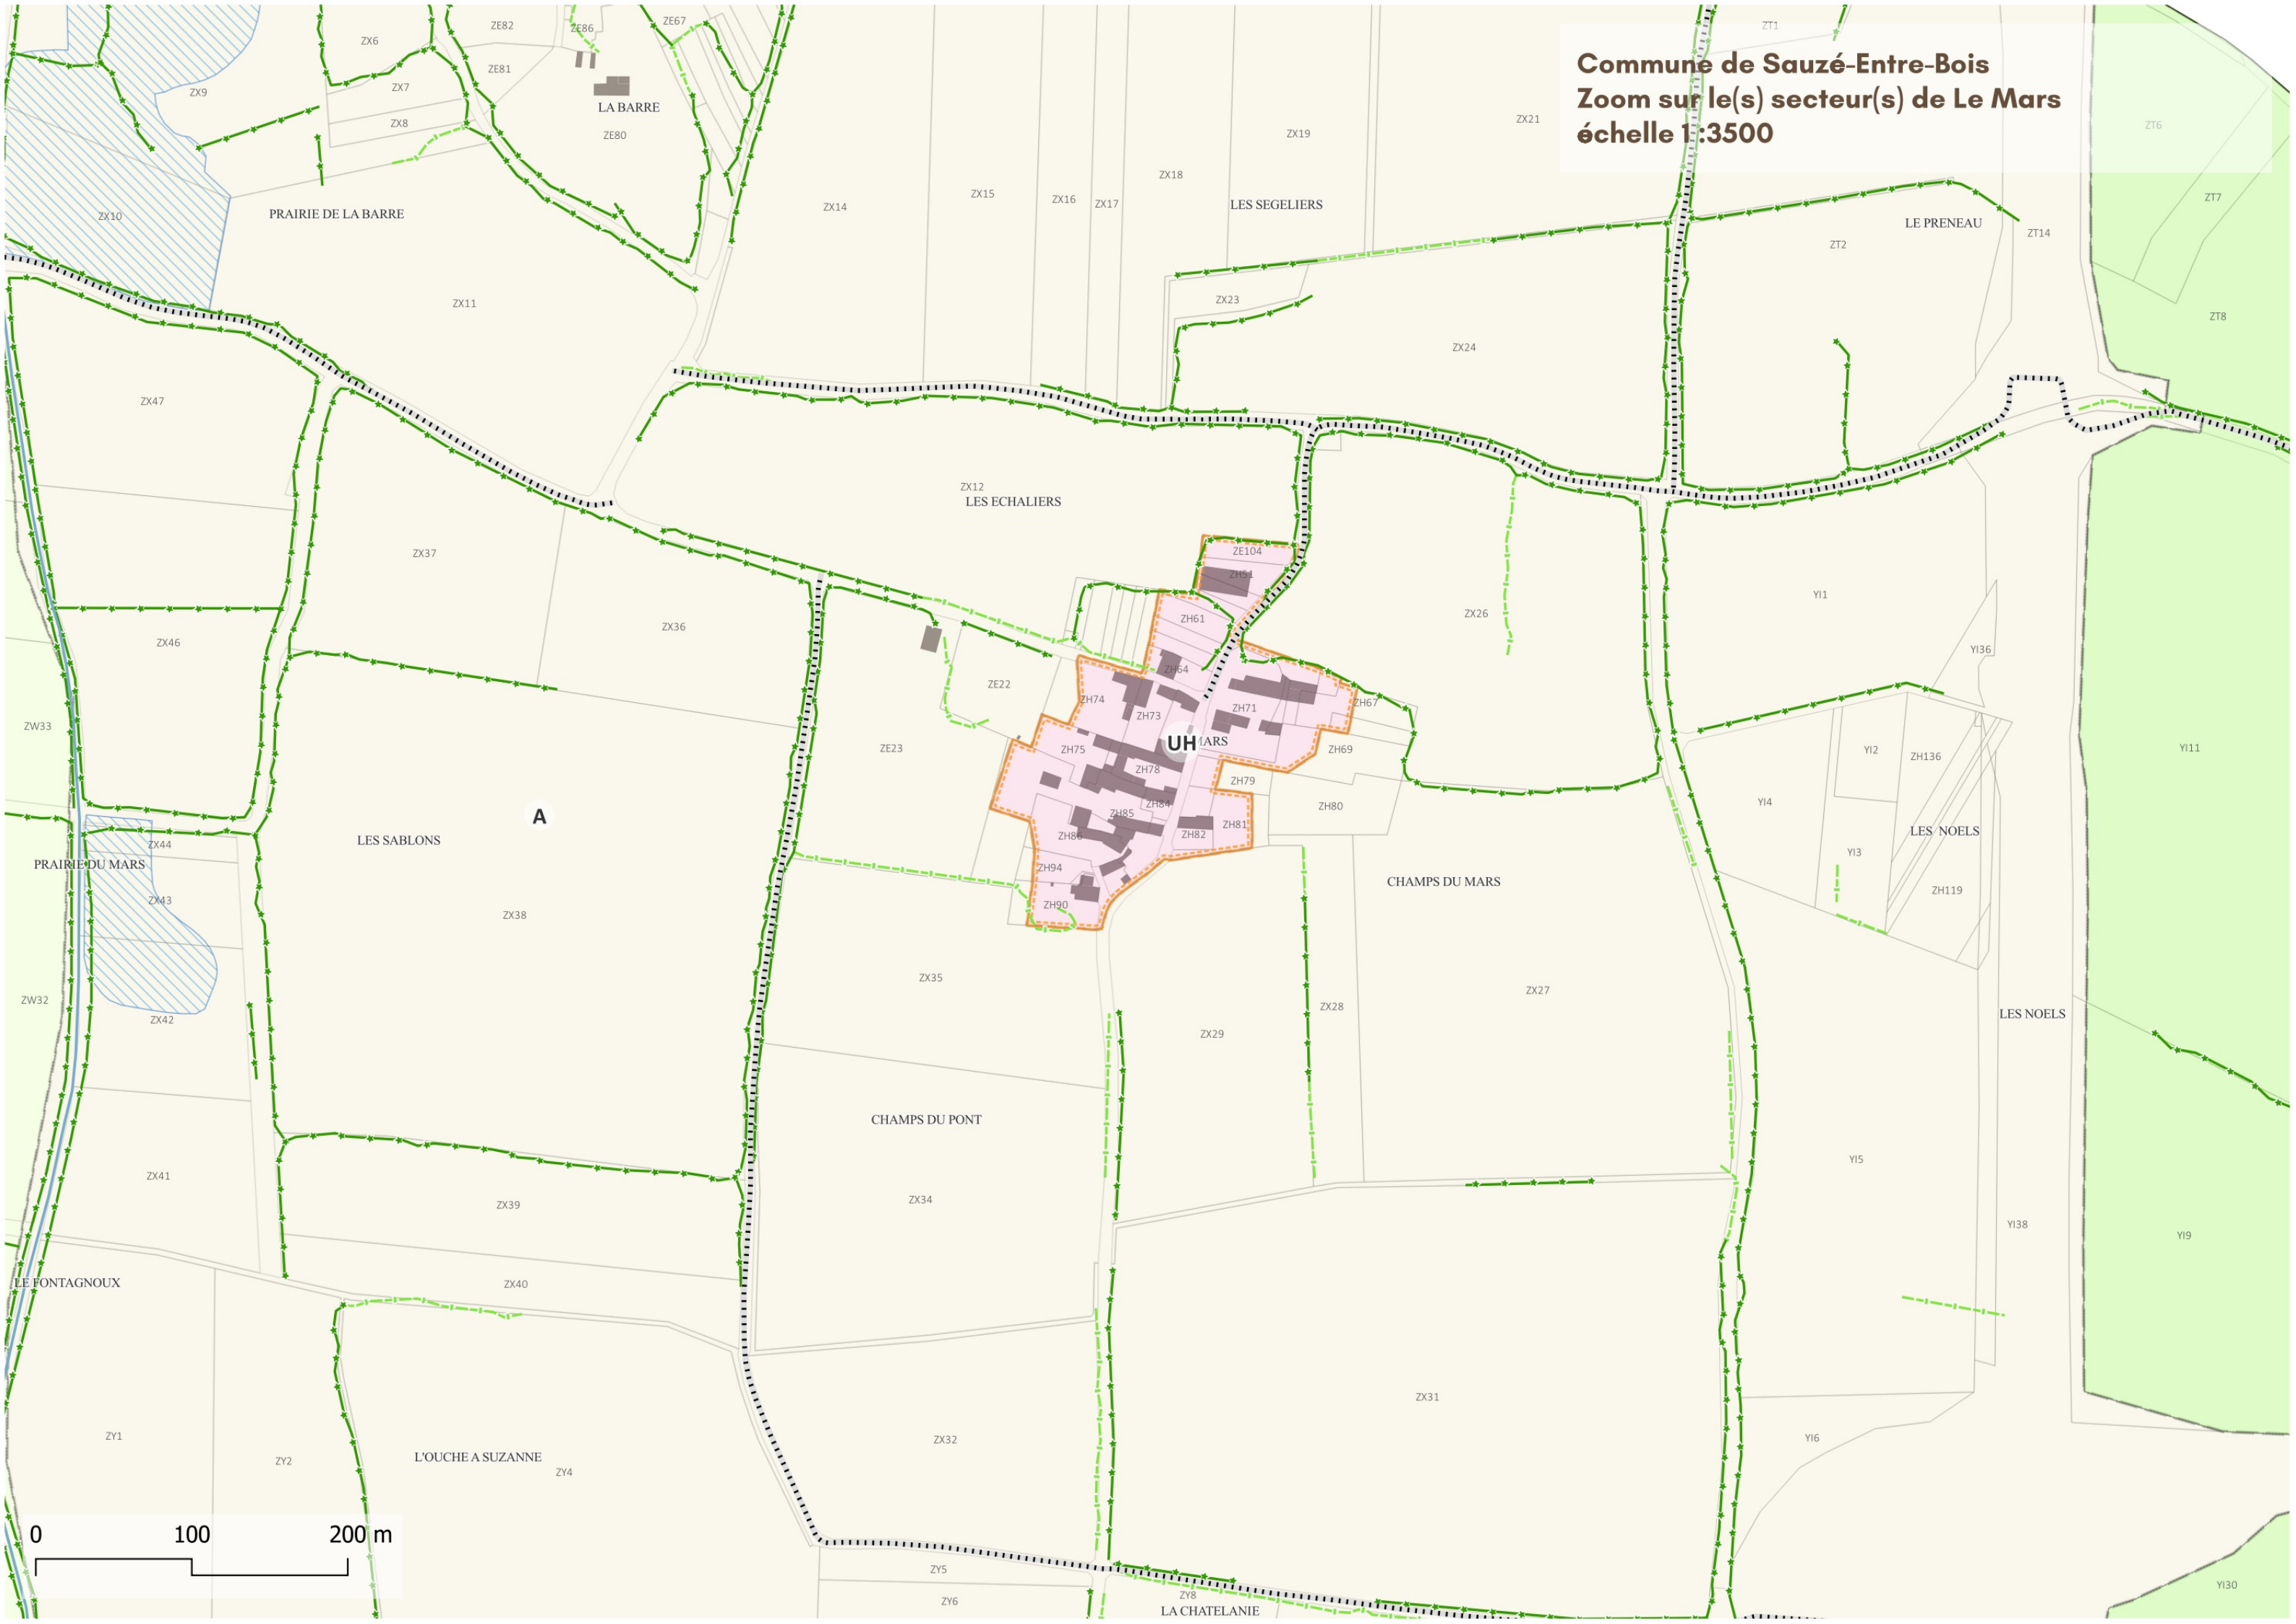 Commune de Sauzé-Entre-Bois
Zoom sur le(s) secteur(s) de Le Mars
échelle 1 :3500
ZE82
ZE86
ZE67
ZT1
ZX6
ZE81
ZX7
ZX9
ZX8
LA BARRE
ZE80
ZX19
ZX21
ZT6
ZX10
PRAIRIE DE LA BARRE
ZX14
ZX15
ZX16
ZX17
ZX18
LES SEGELIERS
LE PRENEAU
ZT7
ZT2
ZT14
ZX11
ZX23
ZX24
ZT8
ZX47
ZX12
LES ECHALIERS
ZX37
ZE104
ZH51
ZX46
ZX36
ZH61
ZX26
YI1
YI36
ZH64
ZE22
ZH74
ZH73
ZH71
ZH67
ZW33
ZE23
ZH75
UH
MARS
ZH69
YI2
ZH136
YI11
ZH78
ZH79
ZH80
YI4
A
LES SABLONS
ZH84
ZH85
ZH86
ZH82
ZH81
LES NOELS
ZX44
PRAIRIE DU MARS
ZX43
ZH94
ZH90
CHAMPS DU MARS
YI3
ZH119
ZX38
ZX35
ZX29
ZX28
ZX27
LES NOELS
ZW32
ZX42
CHAMPS DU PONT
ZX41
ZX39
ZX34
YI5
YI38
YI9
LE FONTAGNOUX
ZX40
ZX31
ZY1
ZY2
L'OUCHE A SUZANNE
ZY4
ZX32
YI6
0 100 200 m
ZY5
ZY6
ZY8
LA CHATELANIE
YI30